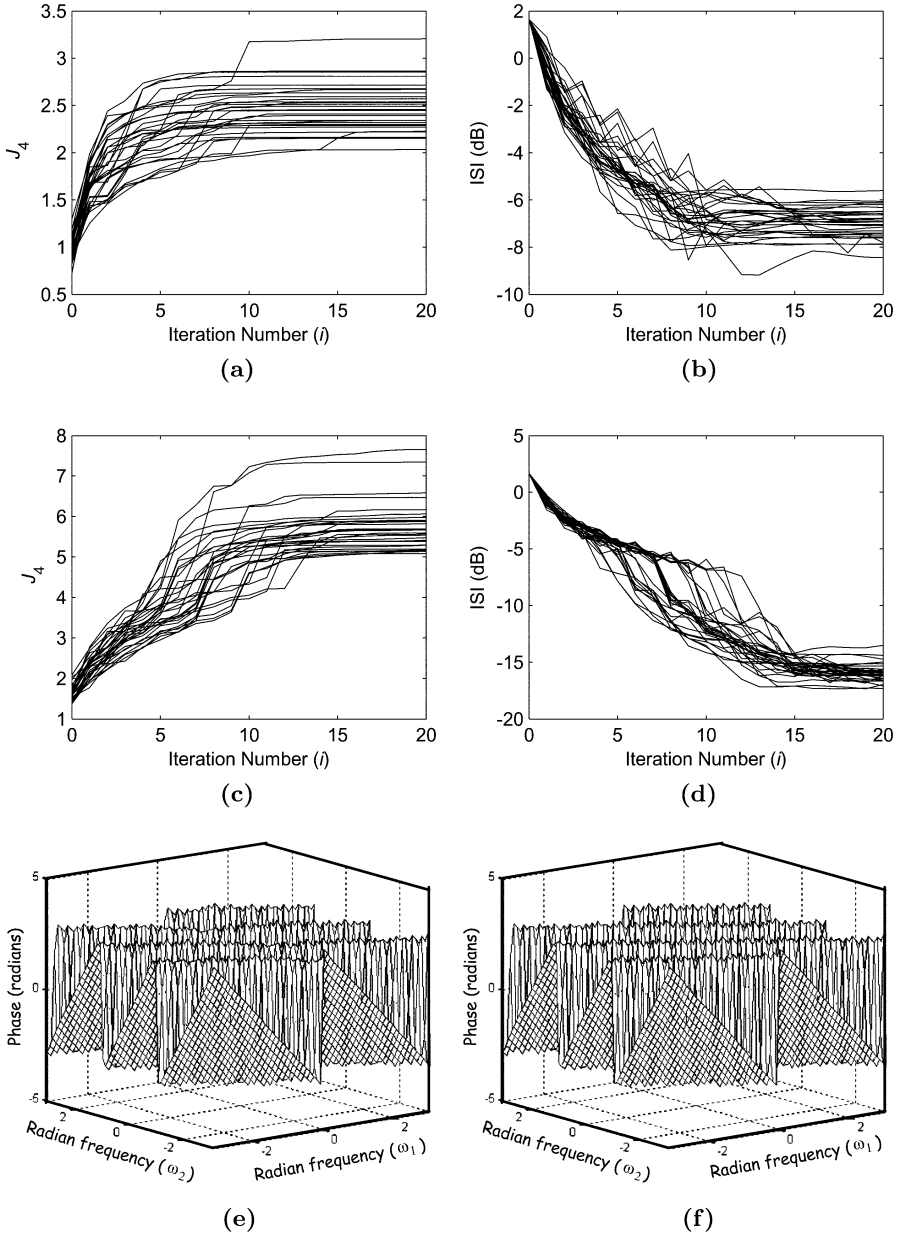 3.5
3
2.5
2
1.5
1
0.5
J4
0 5 10 15 20
Iteration Number (i)
(a)
2
0
-2
-4
-6
-8
-10
ISI (dB)
0 5 10 15 20
Iteration Number (i)
(b)
8
7
6
5
4
3
2
1
J4
0 5 10 15 20
Iteration Number (i)
(c)
5
0
-5
-10
-15
-20
ISI (dB)
0 5 10 15 20
Iteration Number (i)
(d)
5
0
-5
Phase (radians)
2 0 -2
Radian frequency (ω2)
-2 0 2
Radian frequency (ω1)
(e)
5
0
-5
Phase (radians)
2 0 -2
Radian frequency (ω2)
-2 0 2
Radian frequency (ω1)
(f)